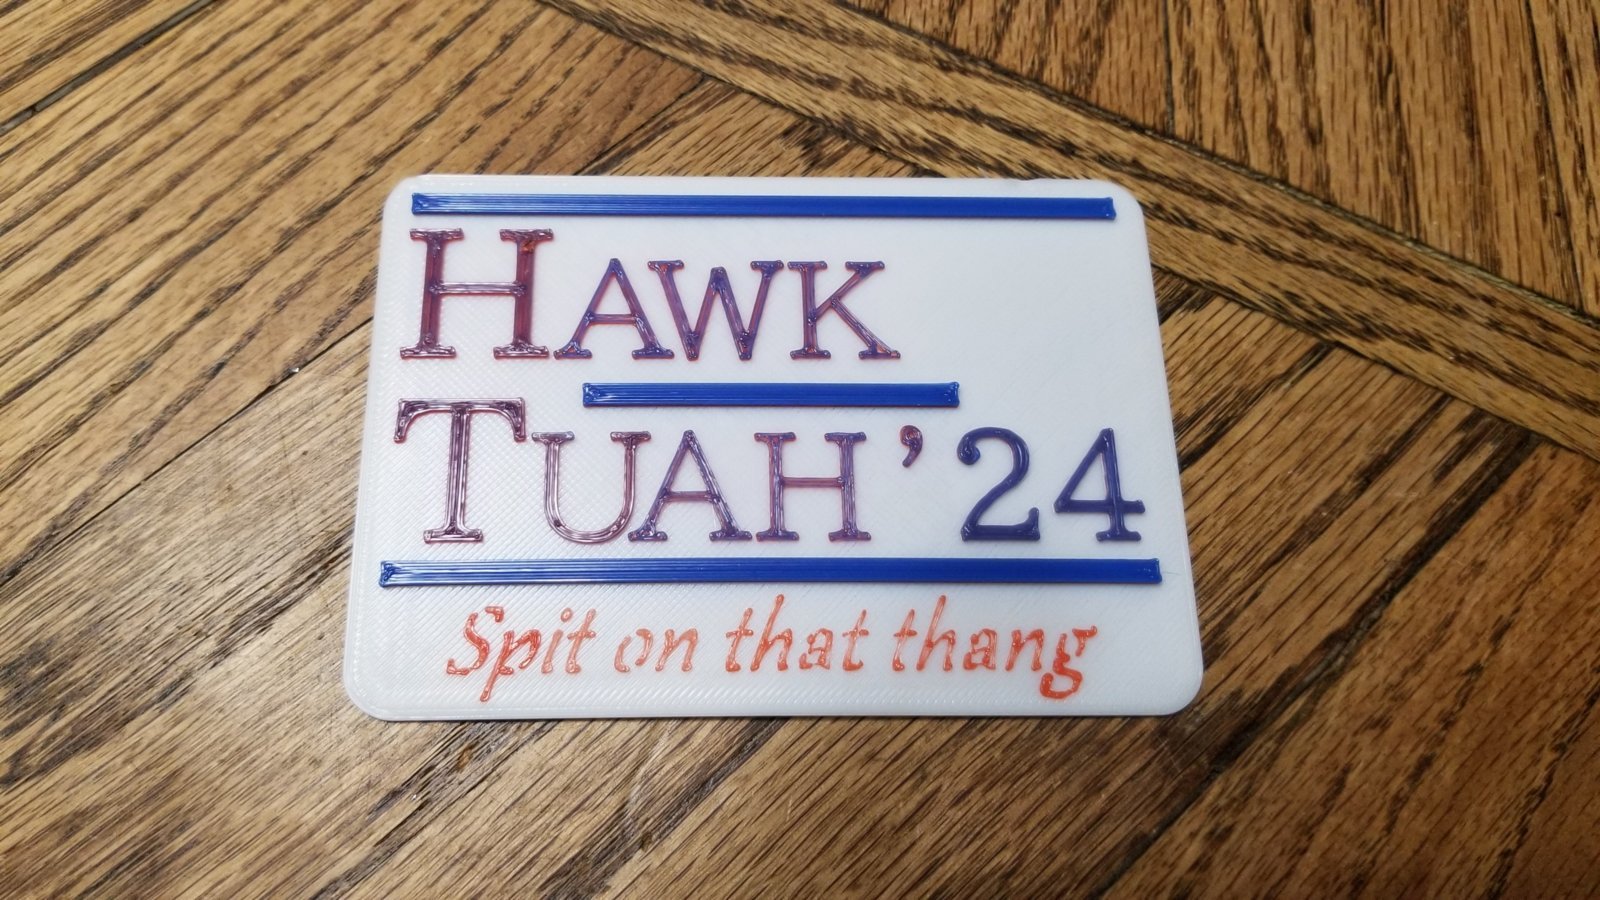 HAWK
TUAH'24
Spit on that thang